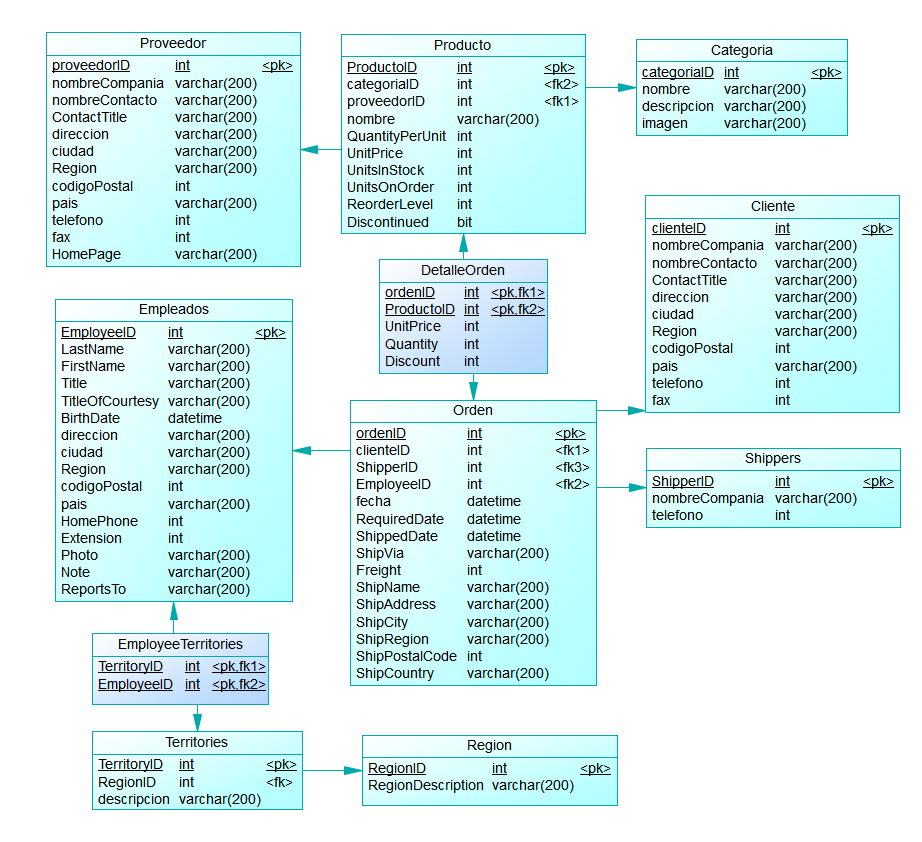 Proveedor
proveedorID int <pk>
nombreCompania varchar(200)
nombreContacto varchar(200)
ContactTitle varchar(200)
direccion varchar(200)
ciudad varchar(200)
Region varchar(200)
codigoPostal int
pais varchar(200)
telefono int
fax int
HomePage varchar(200)
Producto
ProductoID int <pk>
categoriaID int <fk2>
proveedorID int <fk1>
nombre varchar(200)
QuantityPerUnit int
UnitPrice int
UnitsInStock int
UnitsOnOrder int
ReorderLevel int
Discontinued bit
Categoria
categoriaID int <pk>
nombre varchar(200)
descripcion varchar(200)
imagen varchar(200)
Cliente
clienteID int <pk>
nombreCompania varchar(200)
nombreContacto varchar(200)
ContactTitle varchar(200)
direccion varchar(200)
ciudad varchar(200)
Region varchar(200)
codigoPostal int
pais varchar(200)
telefono int
fax int
DetalleOrden
ordenID int <pk,fk1>
ProductoID int <pk,fk2>
UnitPrice int
Quantity int
Discount int
Empleados
EmployeeID int <pk>
LastName varchar(200)
FirstName varchar(200)
Title varchar(200)
TitleOfCourtesy varchar(200)
BirthDate datetime
direccion varchar(200)
ciudad varchar(200)
Region varchar(200)
codigoPostal int
pais varchar(200)
HomePhone int
Extension int
Photo varchar(200)
Note varchar(200)
ReportsTo varchar(200)
Orden
ordenID int <pk>
clienteID int <fk1>
ShipperID int <fk3>
EmployeeID int <fk2>
fecha datetime
RequiredDate datetime
ShippedDate datetime
ShipVia varchar(200)
Freight int
ShipName varchar(200)
ShipAddress varchar(200)
ShipCity varchar(200)
ShipRegion varchar(200)
ShipPostalCode int
ShipCountry varchar(200)
Shippers
ShipperID int <pk>
nombreCompania varchar(200)
telefono int
EmployeeTerritories
TerritoryID int <pk,fk1>
EmployeeID int <pk,fk2>
Territories
TerritoryID int <pk>
RegionID int <fk>
descripcion varchar(200)
Region
RegionID int <pk>
RegionDescription varchar(200)